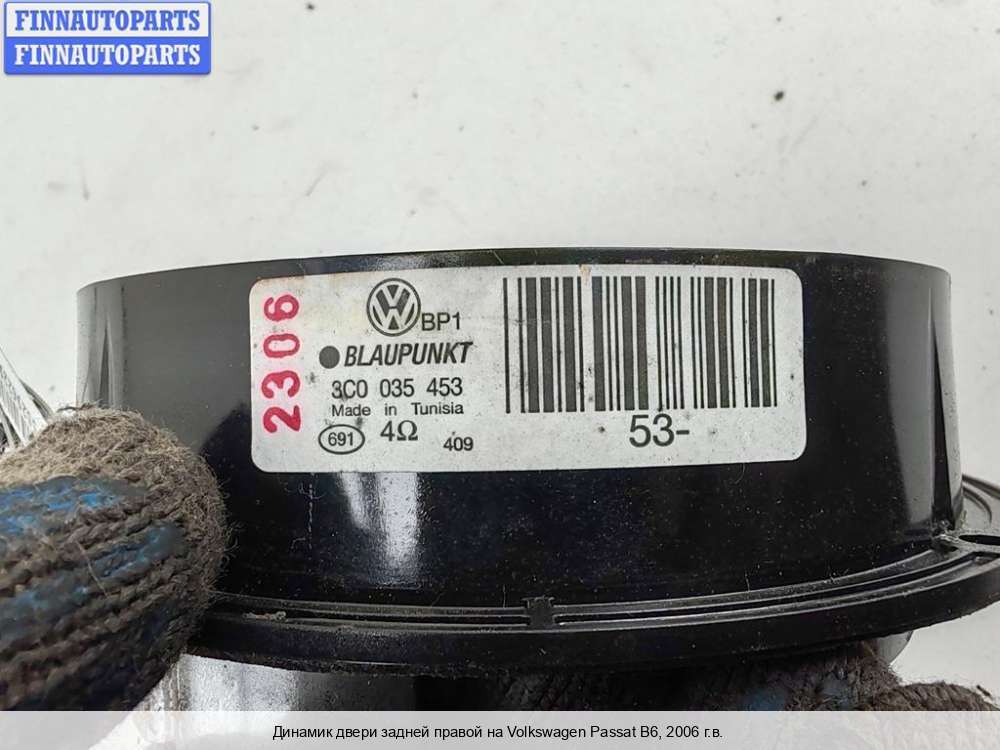 FINNAUTOPARTS
FINNAUTOPARTS
2306
BP1
BLAUPUNKT
3C0 035 453
Made in Tunisia
691 4Ω 409
53-
Динамик двери задней правой на Volkswagen Passat B6, 2006 г.в.